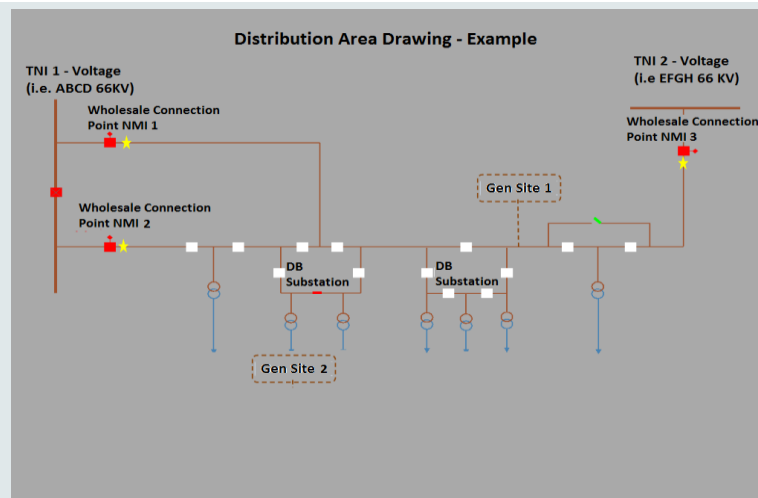 Distribution Area Drawing - Example
TNI 1 - Voltage
(i.e. ABCD 66KV)
TNI 2 - Voltage
(i.e EFGH 66 KV)
Wholesale Connection
Point NMI 1
Wholesale Connection
Point NMI 3
Wholesale Connection
Point NMI 2
Gen Site 1
DB
Substation
DB
Substation
Gen Site 2